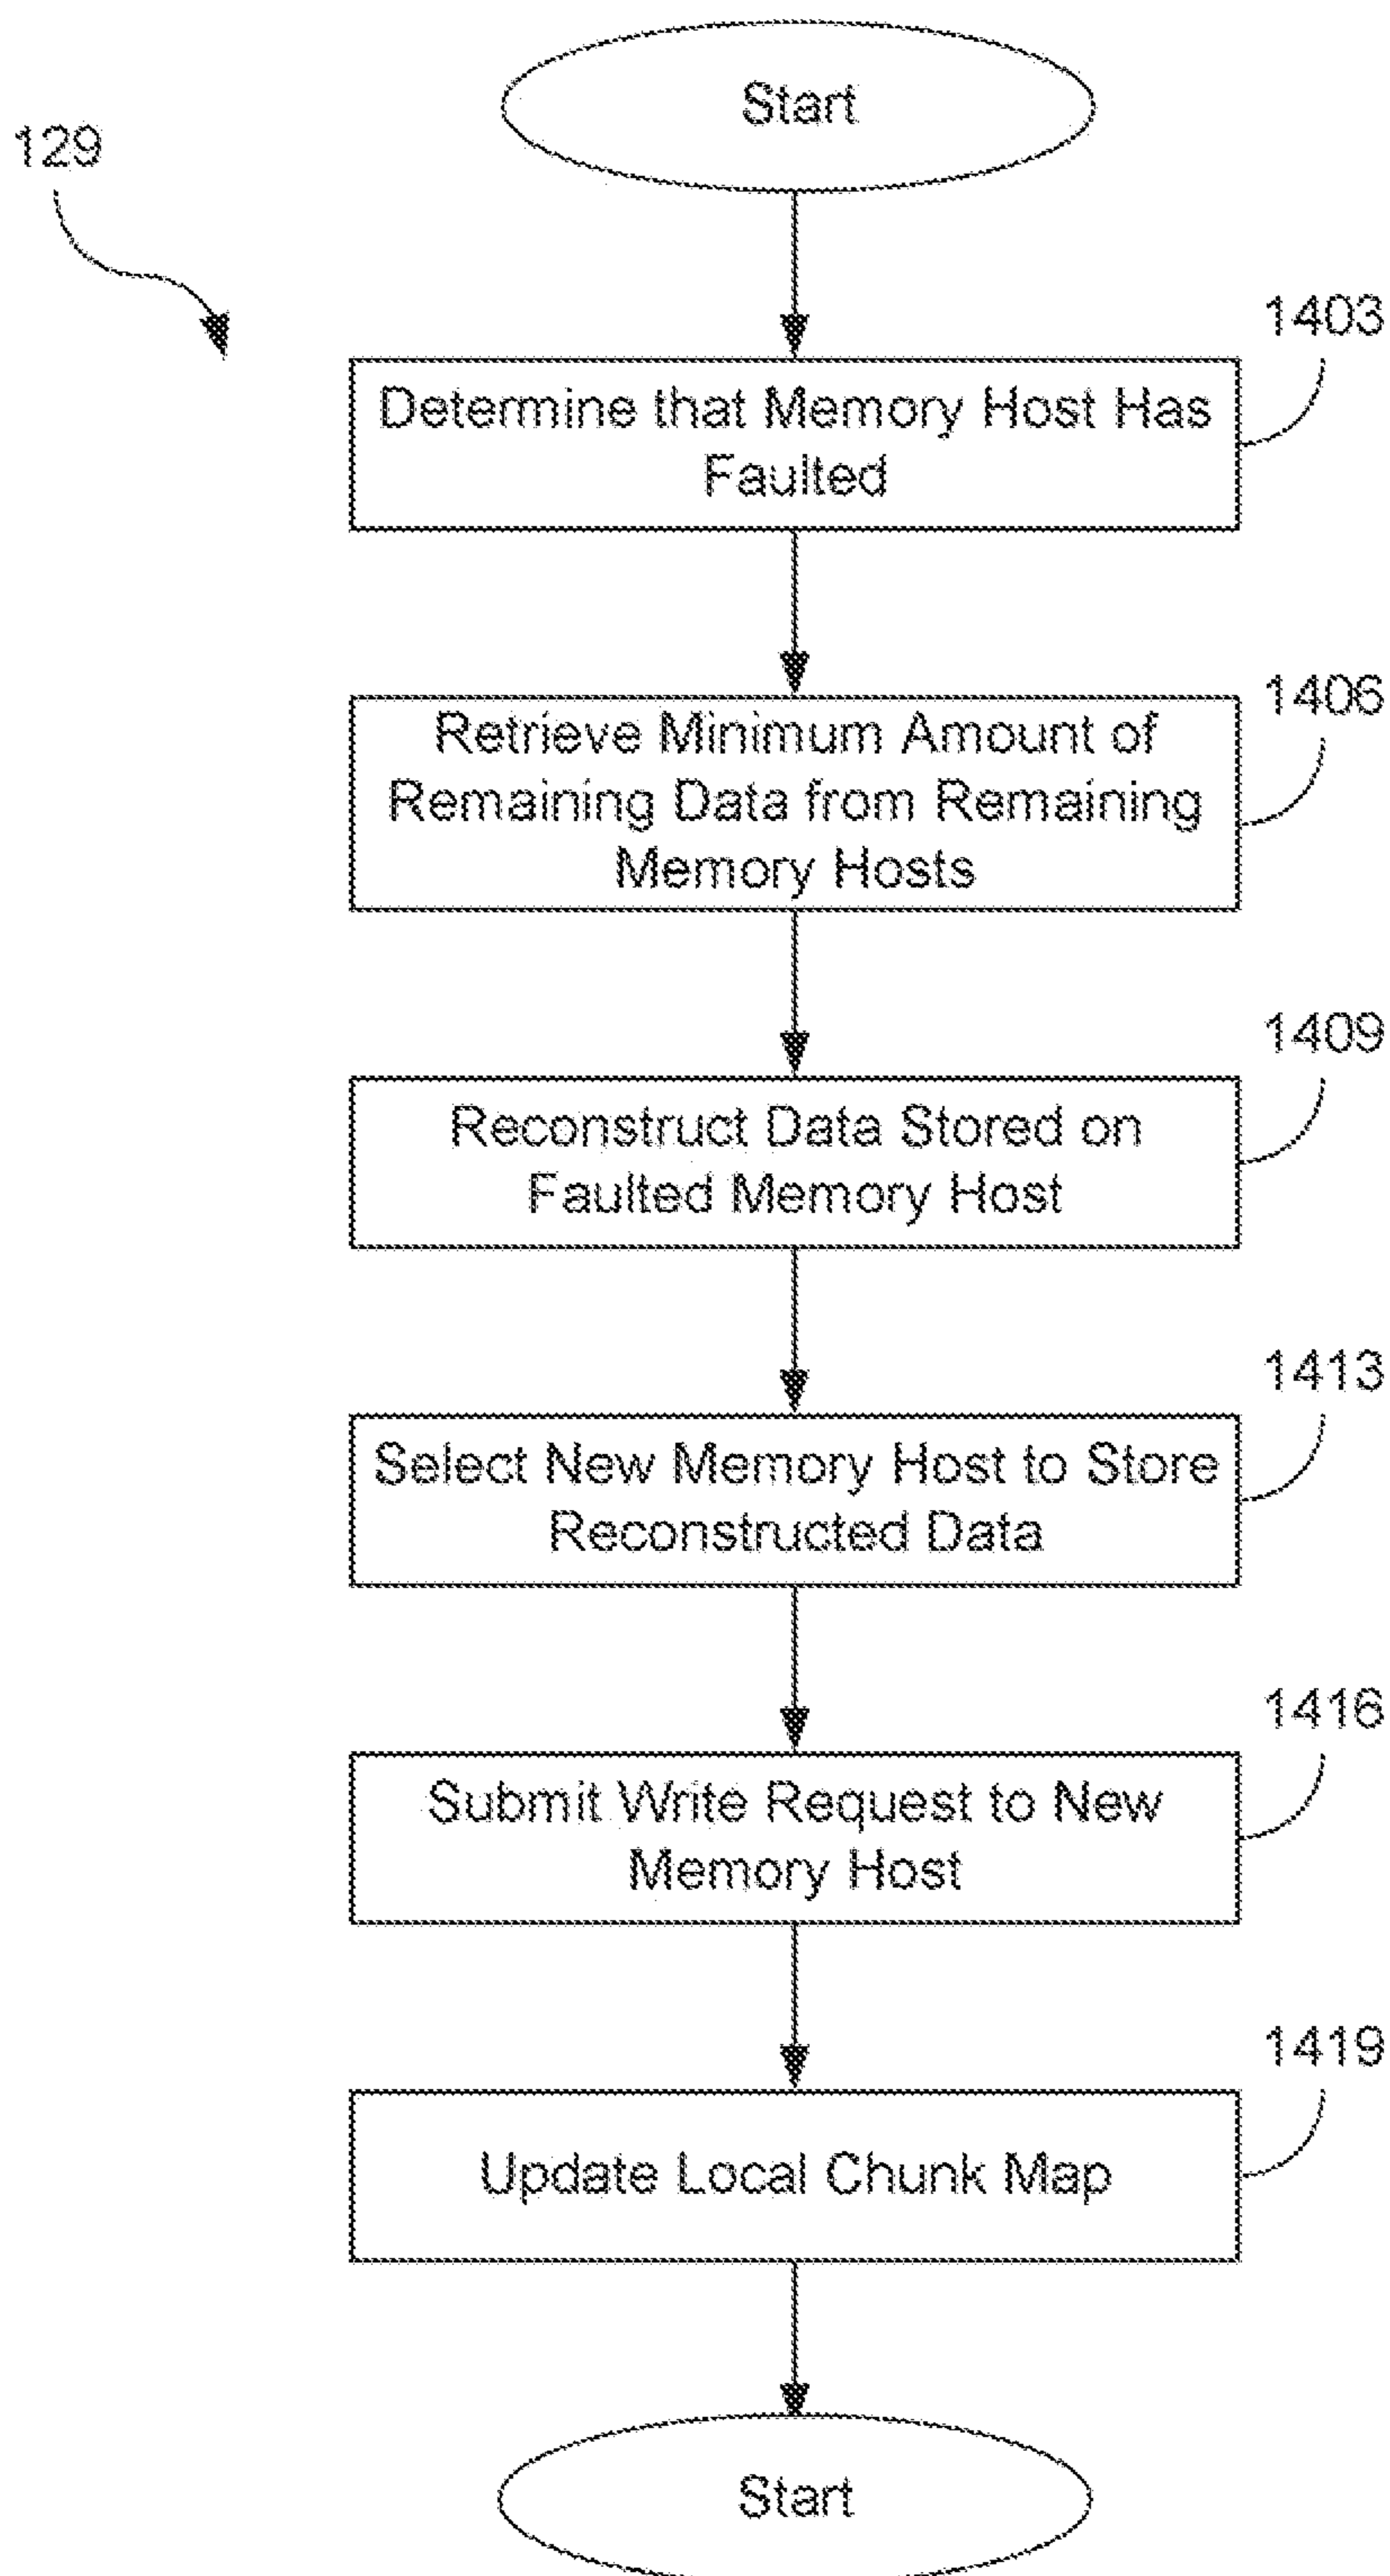 Start
129
1403
Determine that Memory Host Has
Faulted
1406
Retrieve Minimum Amount of
Remaining Data from Remaining
Memory Hosts
1409
Reconstruct Data Stored on
Faulted Memory Host
1413
Select New Memory Host to Store
Reconstructed Data
1416
Submit Write Request to New
Memory Host
1419
Update Local Chunk Map
Start